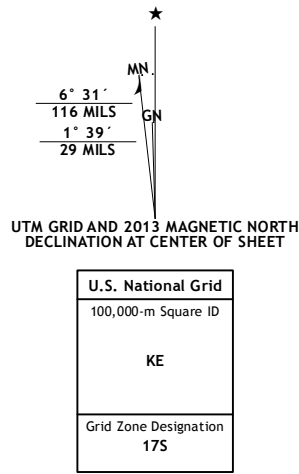 ★
MN
6° 31´
116 MILS
GN
1° 39´
29 MILS
UTM GRID AND 2013 MAGNETIC NORTH
DECLINATION AT CENTER OF SHEET
U.S. National Grid
100,000-m Square ID
KE
Grid Zone Designation
17S